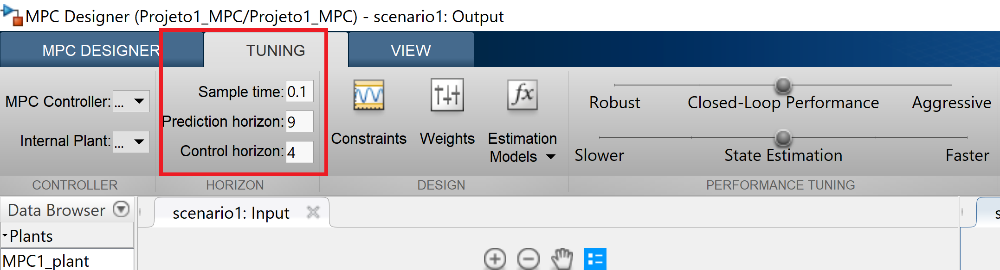 MPC Designer (Projeto1_MPC/Projeto1_MPC) - scenario1: Output
MPC DESIGNER
TUNING
VIEW
MPC Controller: ...
Internal Plant: ...
CONTROLLER
Sample time: 0.1
Prediction horizon: 9
Control horizon: 4
HORIZON
Constraints
Weights
fx
Estimation
Models
DESIGN
Robust Closed-Loop Performance Aggressive
Slower State Estimation Faster
PERFORMANCE TUNING
Data Browser
Plants
MPC1_plant
scenario1: Input